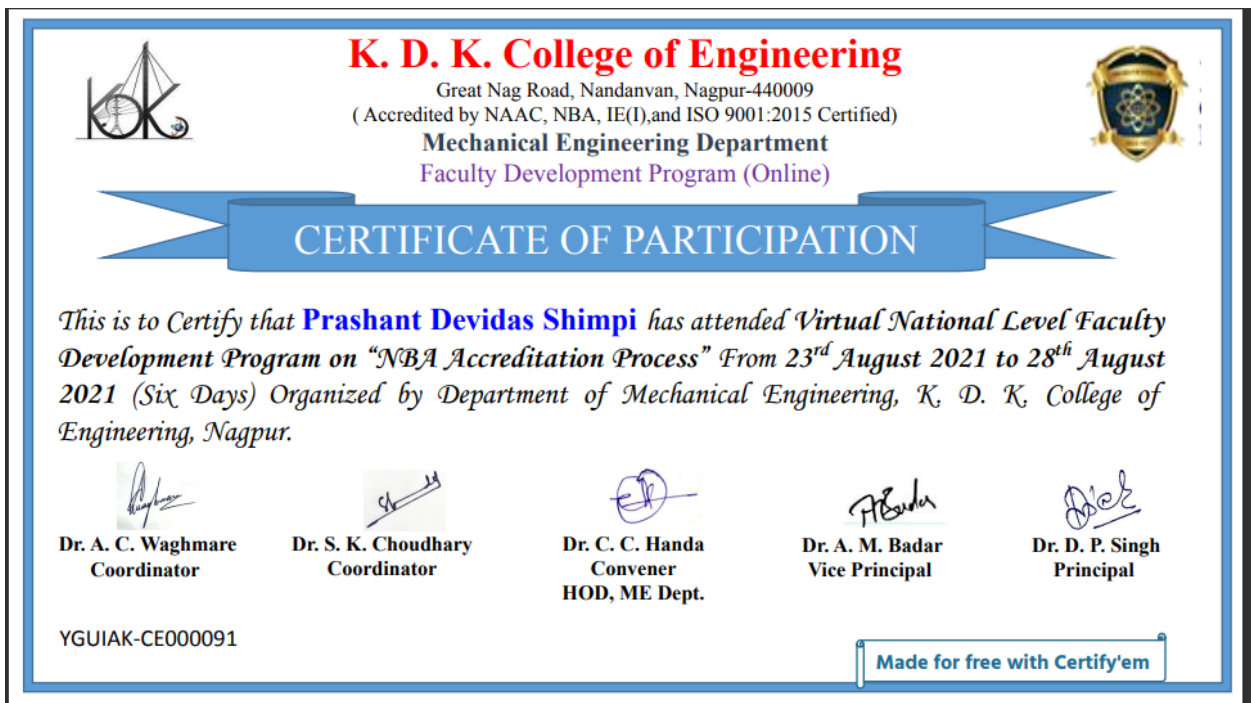 KDK
K. D. K. College of Engineering
Great Nag Road, Nandanvan, Nagpur-440009
( Accredited by NAAC, NBA, IE(I),and ISO 9001:2015 Certified)
Mechanical Engineering Department
Faculty Development Program (Online)
CERTIFICATE OF PARTICIPATION
This is to Certify that Prashant Devidas Shimpi has attended Virtual National Level Faculty
Development Program on “NBA Accreditation Process” From 23rd August 2021 to 28th August
2021 (Six Days) Organized by Department of Mechanical Engineering, K. D. K. College of
Engineering, Nagpur.
Dr. A. C. Waghmare
Coordinator
Dr. S. K. Choudhary
Coordinator
Dr. C. C. Handa
Convener
HOD, ME Dept.
Dr. A. M. Badar
Vice Principal
Dr. D. P. Singh
Principal
YGUIAK-CE000091
Made for free with Certify'em